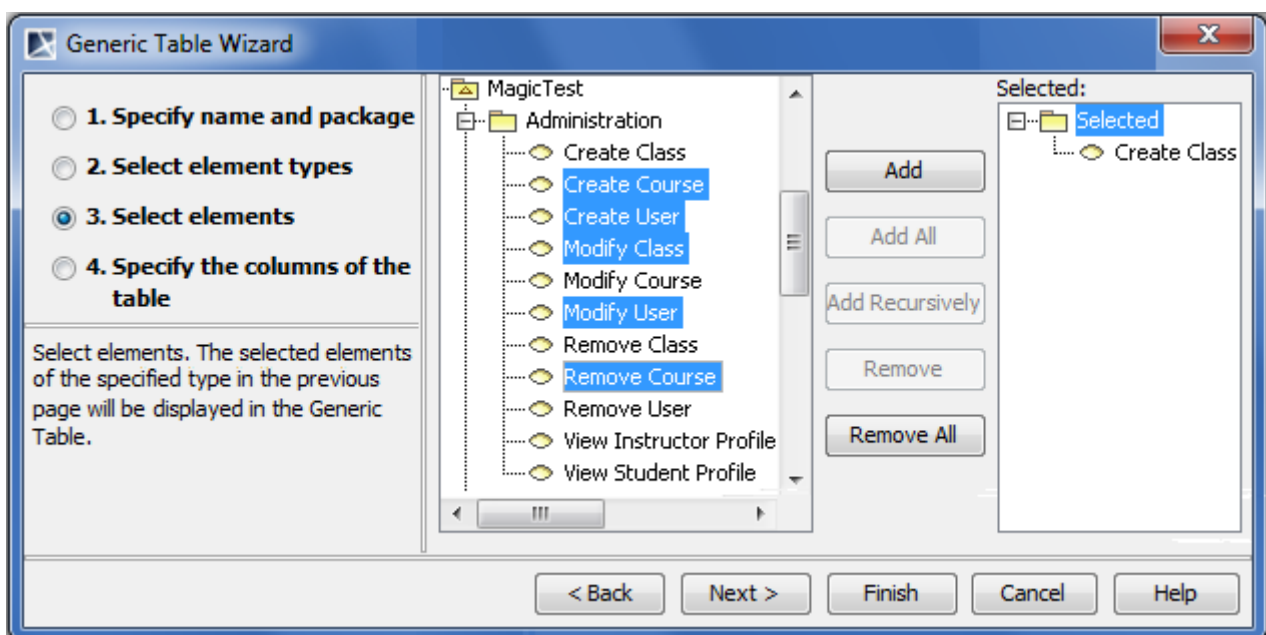 Generic Table Wizard
1. Specify name and package
2. Select element types
3. Select elements
4. Specify the columns of the
table
Select elements. The selected elements
of the specified type in the previous
page will be displayed in the Generic
Table.
MagicTest
Administration
Create Class
Create Course
Create User
Modify Class
Modify Course
Modify User
Remove Class
Remove Course
Remove User
View Instructor Profile
View Student Profile
Add
Add All
Add Recursively
Remove
Remove All
Selected:
Selected
Create Class
< Back
Next >
Finish
Cancel
Help